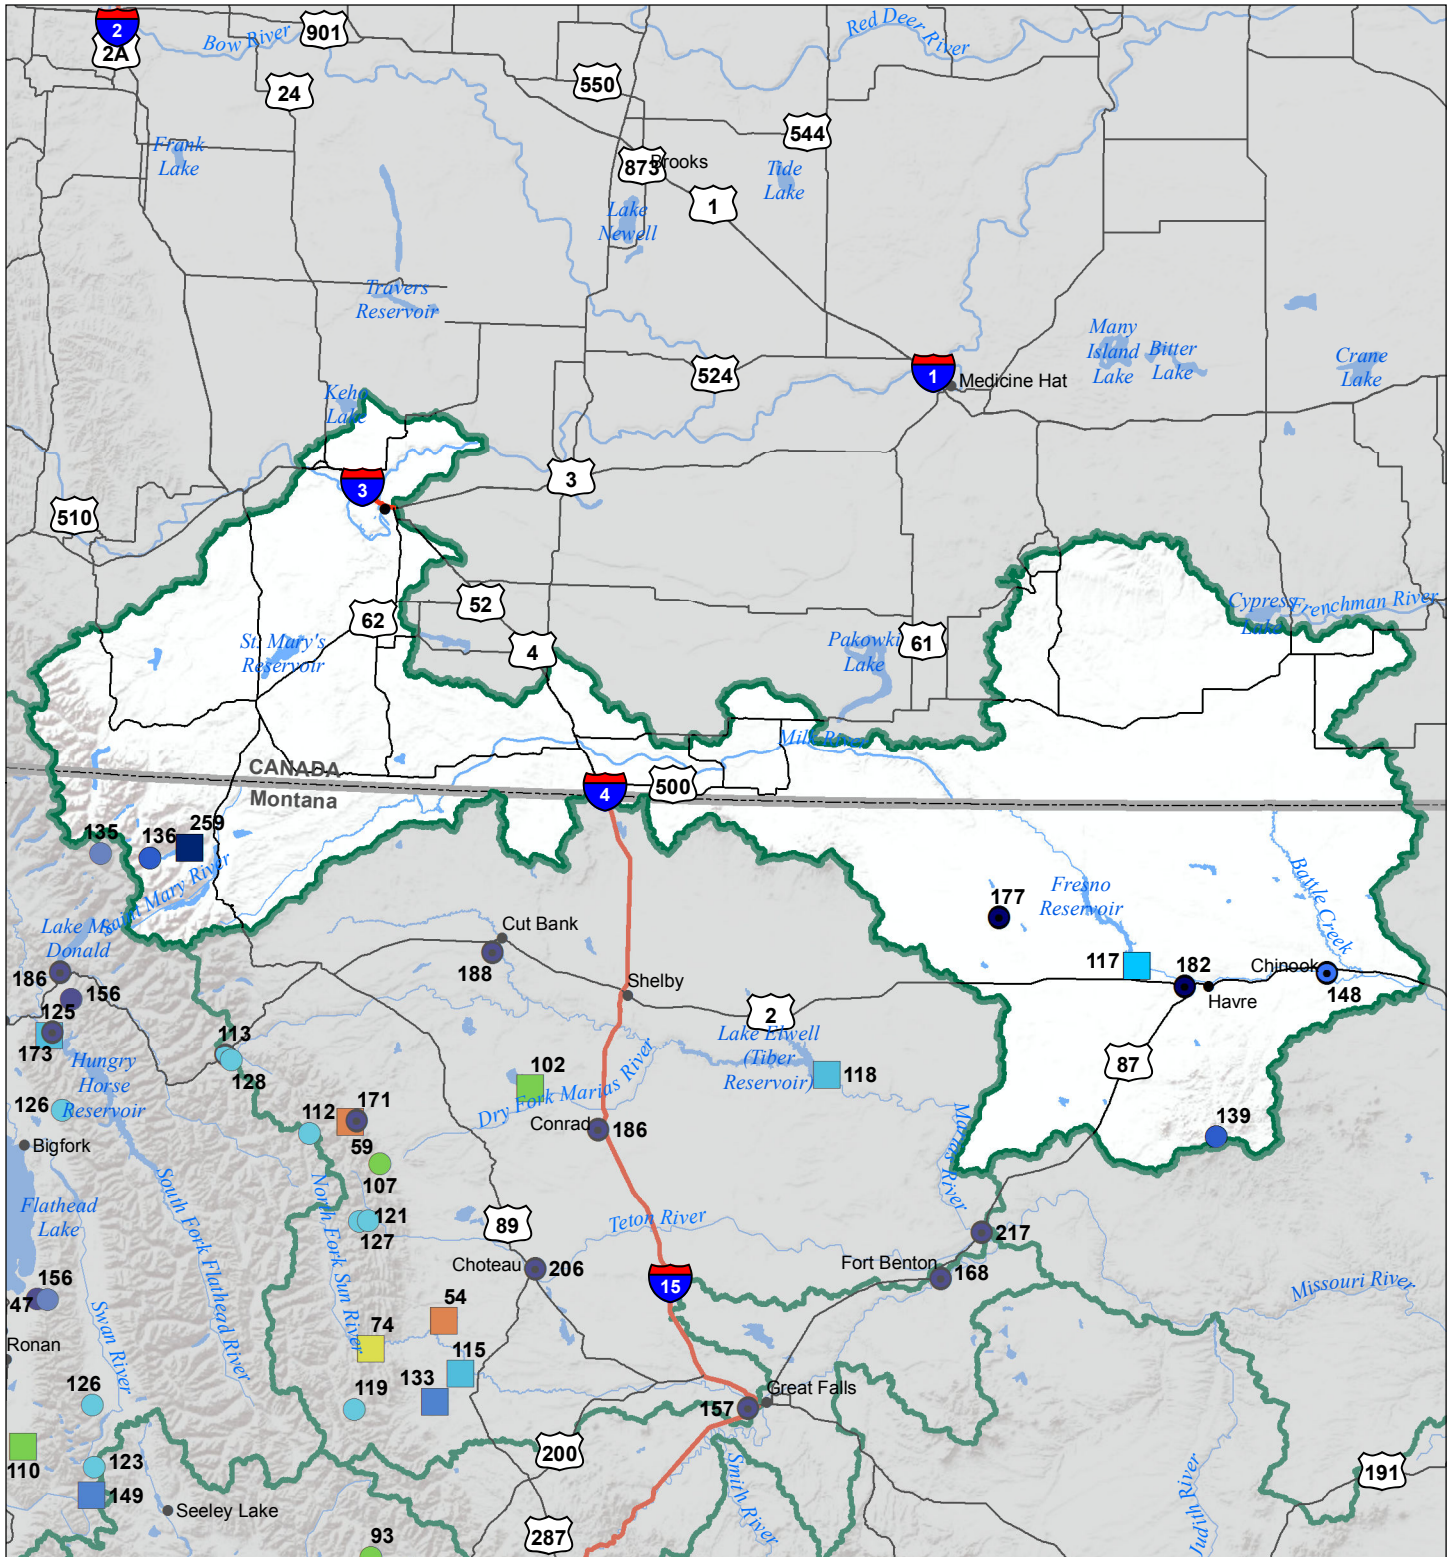 2
2A
Bow River
901
Red Deer
River
24
550
544
Frank
Lake
873
Brooks
Tide
Lake
1
Lake
Newell
Travers
Reservoir
Many
Island
Lake
Bitter
Lake
Crane
Lake
524
1
Medicine Hat
Keho
Lake
3
3
510
52
62
4
St. Mary's
Reservoir
Pakowki
Lake
61
Cypress
Lake
Frenchman River
Milk River
CANADA
Montana
500
4
135
136
259
Saint Mary River
Lake Mc
Donald
177
Fresno
Reservoir
Battle Creek
Cut Bank
188
186
156
117
182
Chinook
148
Havre
Shelby
2
125
173
113
128
Hungry
Horse
Reservoir
Lake Elwell
(Tiber
Reservoir)
118
102
Dry Fork Marias River
87
126
112
171
59
107
Conrad
186
139
Bigfork
Marias River
South Fork Flathead River
North Fork Sun River
Flathead
Lake
121
127
89
Teton River
217
Choteau
206
Fort Benton
168
15
Missouri River
156
47
Swan River
54
74
115
133
Ronan
126
119
Great Falls
157
110
123
149
200
Smith River
Judith River
191
Seeley Lake
287
93